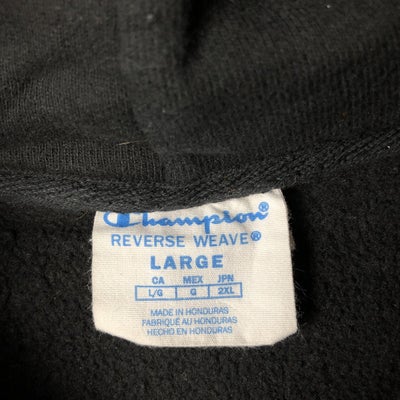 Champion®
REVERSE WEAVE®
LARGE
CA MEX JPN
L/G G 2XL
MADE IN HONDURAS
FABRIQUÉ AU HONDURAS
HECHO EN HONDURAS